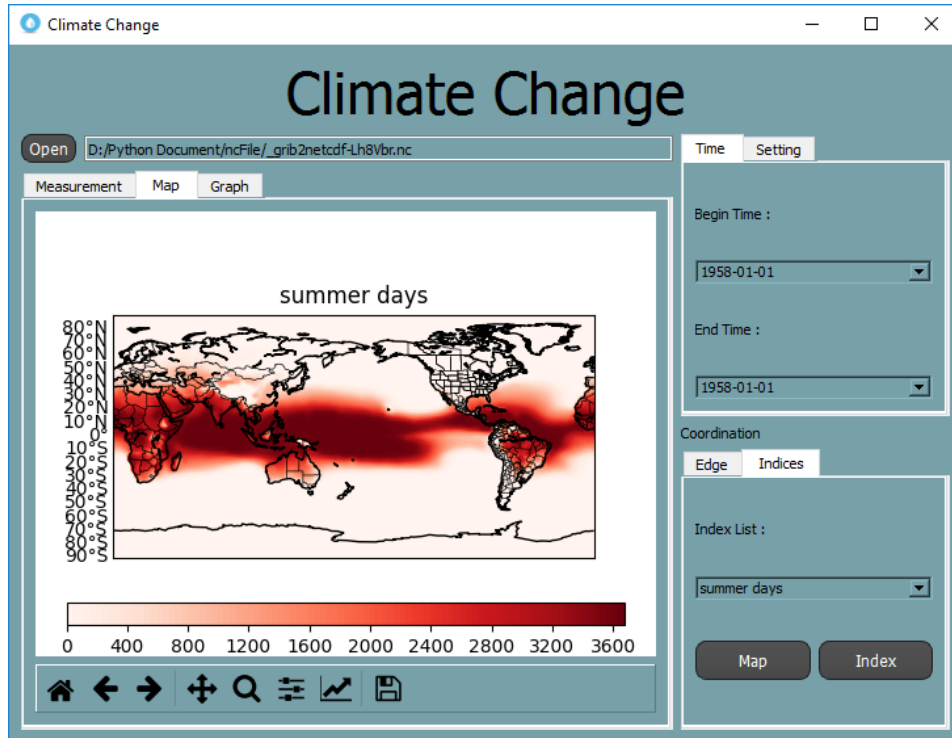 Climate Change
Climate Change
Open
D:/Python Document/ncFile/_grib2netcdf-Lh8Vbr.nc
Measurement
Map
Graph
summer days
80°N
70°N
60°N
50°N
40°N
30°N
20°N
10°N
0°
10°S
20°S
30°S
40°S
50°S
60°S
70°S
80°S
90°S
0 400 800 1200 1600 2000 2400 2800 3200 3600
Time
Setting
Begin Time :
1958-01-01
End Time :
1958-01-01
Coordination
Edge
Indices
Index List :
summer days
Map
Index